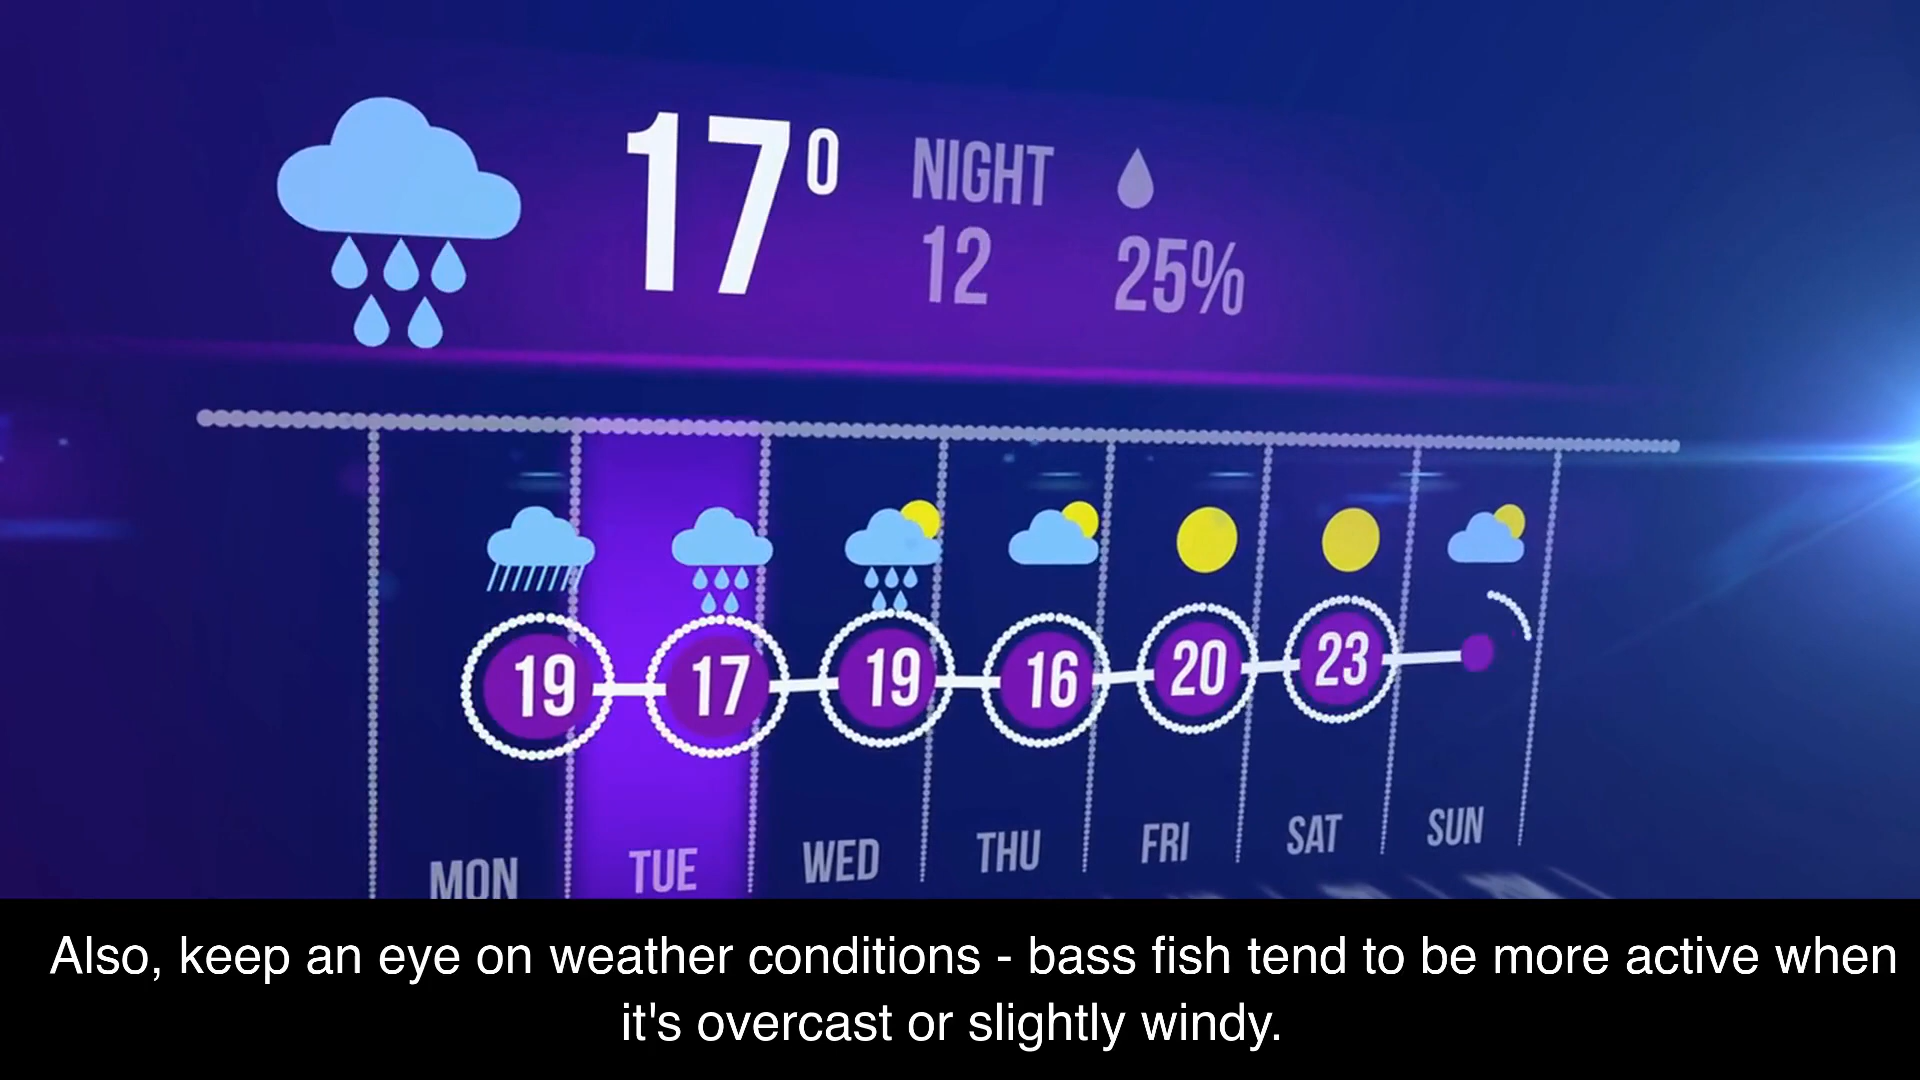 17°
NIGHT
12
25%
19
17
19
16
20
23
MON
TUE
WED
THU
FRI
SAT
SUN
Also, keep an eye on weather conditions - bass fish tend to be more active when
it's overcast or slightly windy.